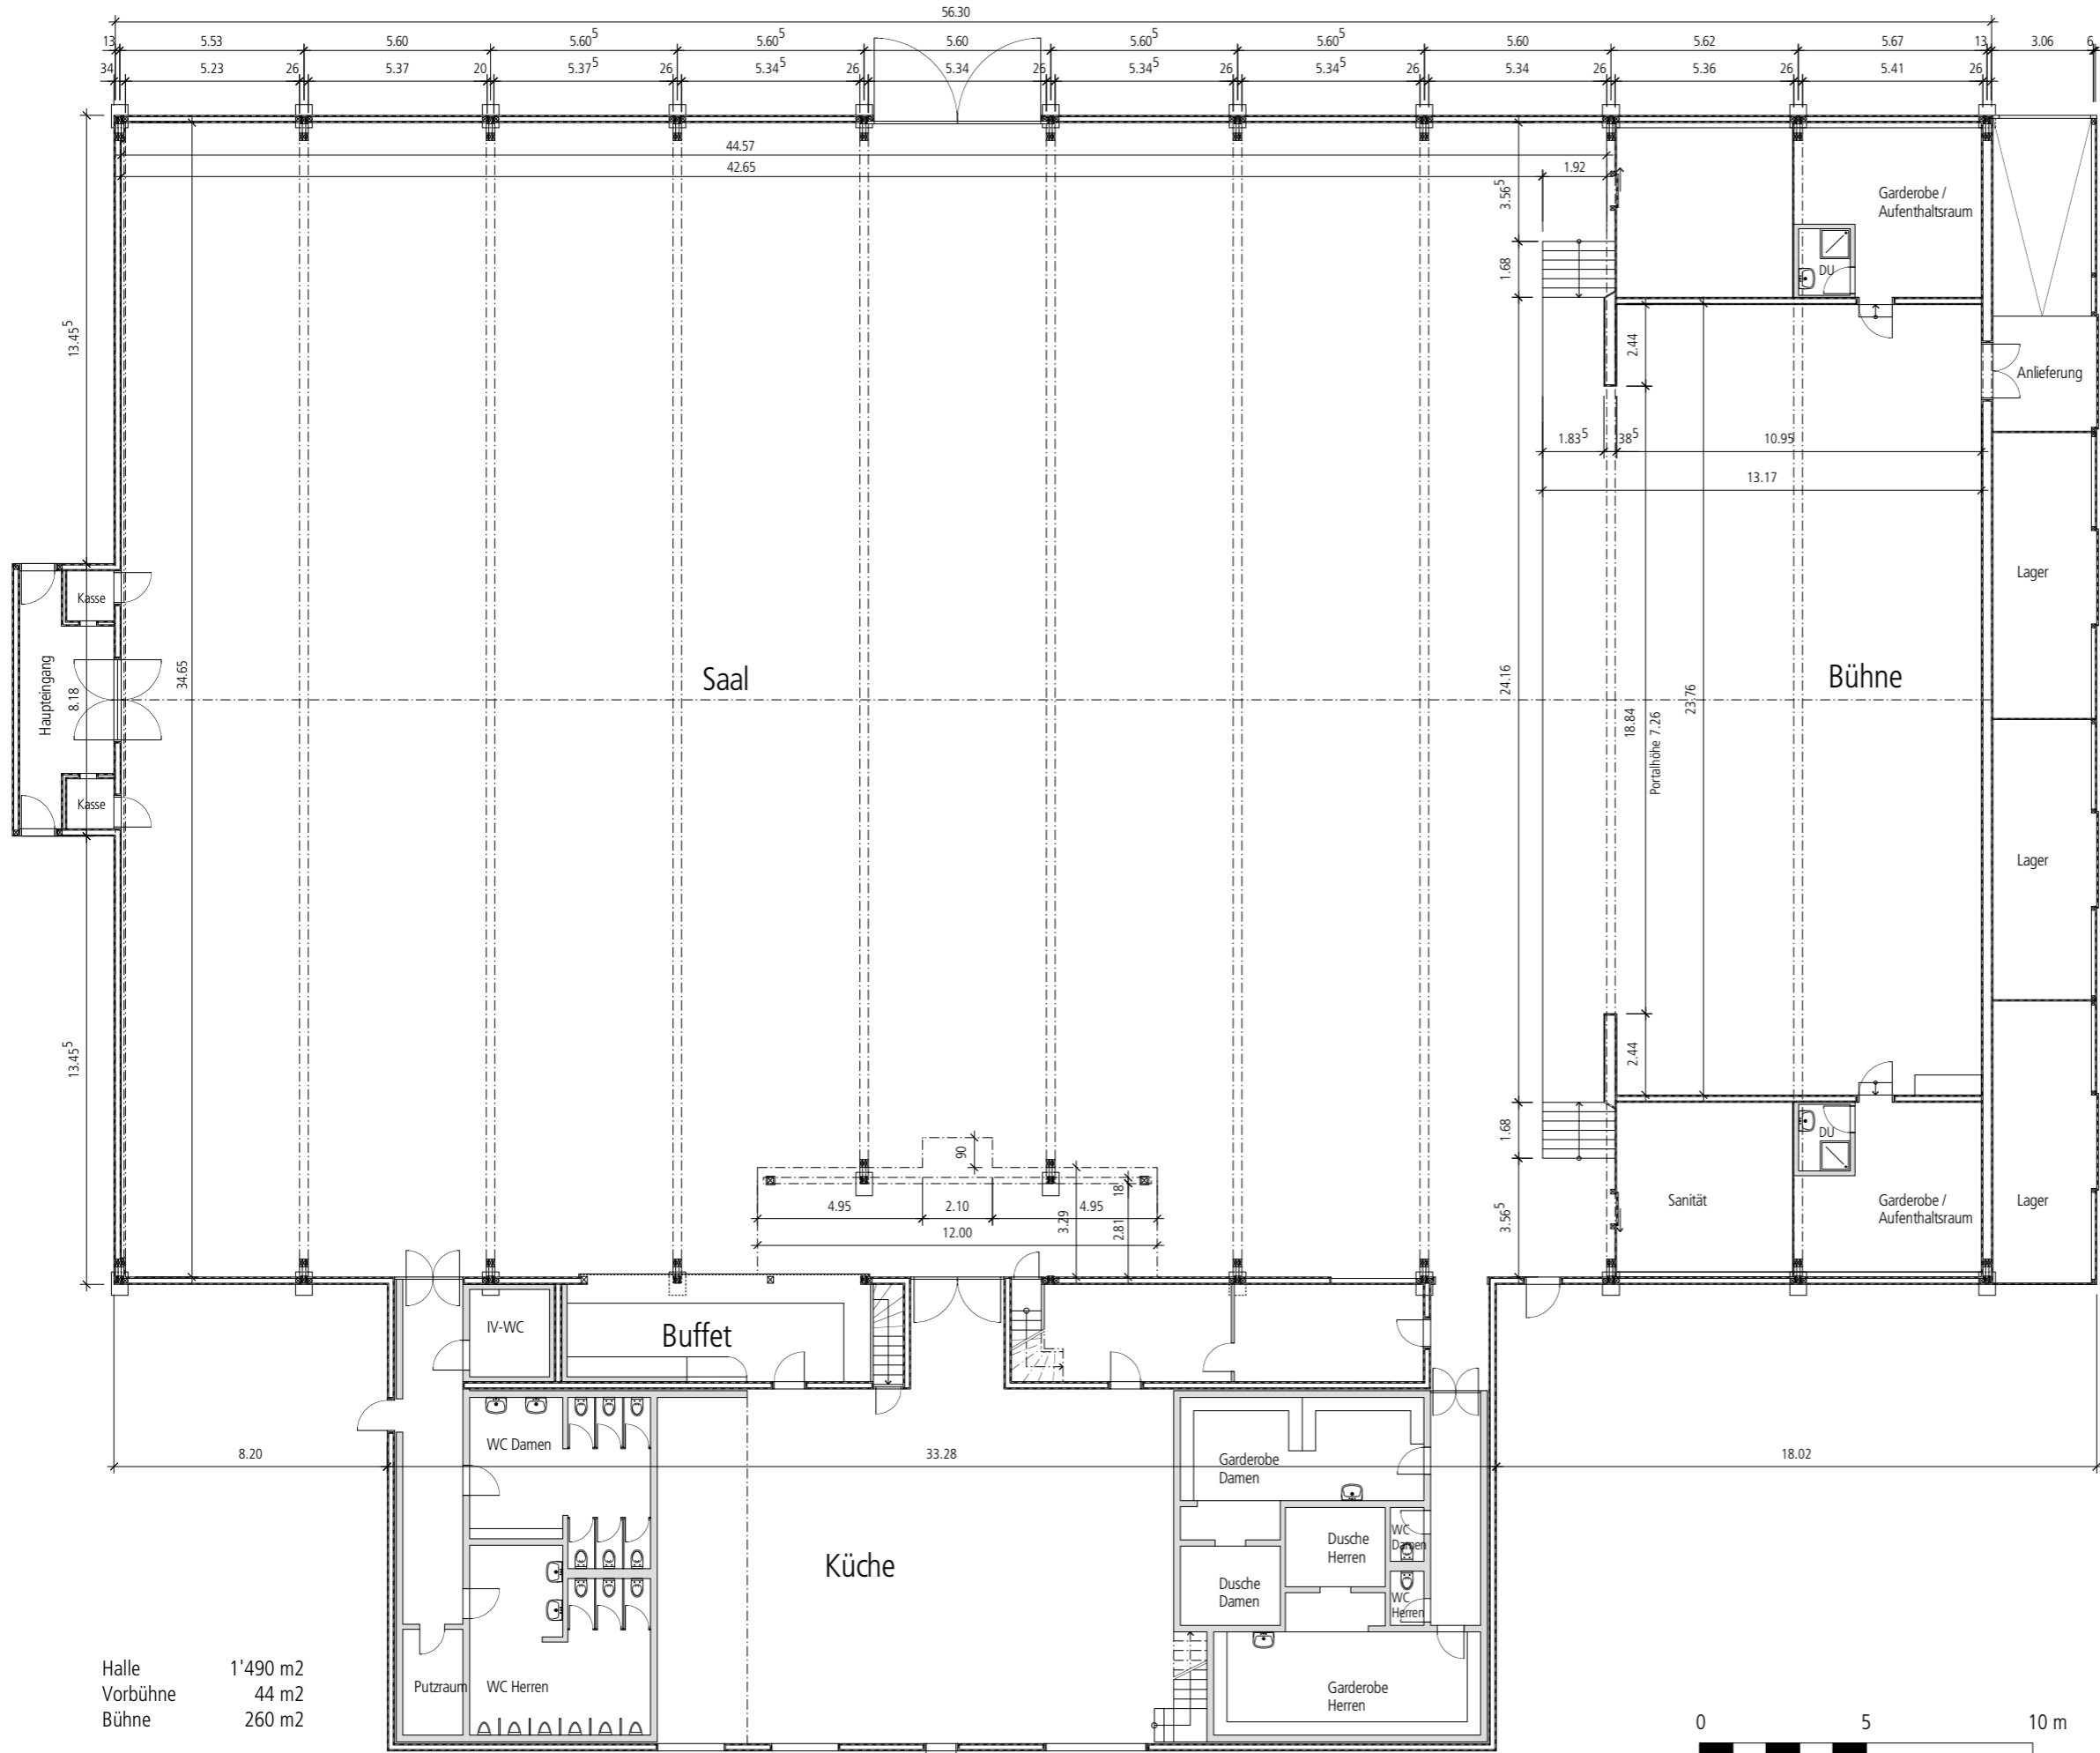 56.30
13 5.53 5.60 5.60⁵ 5.60⁵ 5.60 5.60⁵ 5.60⁵ 5.60 5.62 5.67 13 3.06 6
34 5.23 26 5.37 20 5.37⁵ 26 5.34⁵ 26 5.34 26 5.34⁵ 26 5.34⁵ 26 5.34 26 5.36 26 5.41 26
44.57
42.65 1.92
3.56⁵
Garderobe /
Aufenthaltsraum
1.68
DU
13.45⁵
2.44
Anlieferung
1.83⁵ 38⁵ 10.95
13.17
Kasse
Lager
Haupteingang
8.18
34.65
Saal
24.16
18.84
Portalhöhe 7.26
23.76
Bühne
Kasse
Lager
13.45⁵
2.44
1.68
DU
90
4.95 2.10 4.95
18
3.29
2.81
12.00
3.56⁵
Sanität
Garderobe /
Aufenthaltsraum
Lager
IV-WC
Buffet
WC Damen
8.20 33.28 18.02
Garderobe
Damen
Küche
Dusche
Herren
WC
Damen
Dusche
Damen
WC
Herren
Putzraum
WC Herren
Garderobe
Herren
Halle 1'490 m2
Vorbühne 44 m2
Bühne 260 m2
0 5 10 m